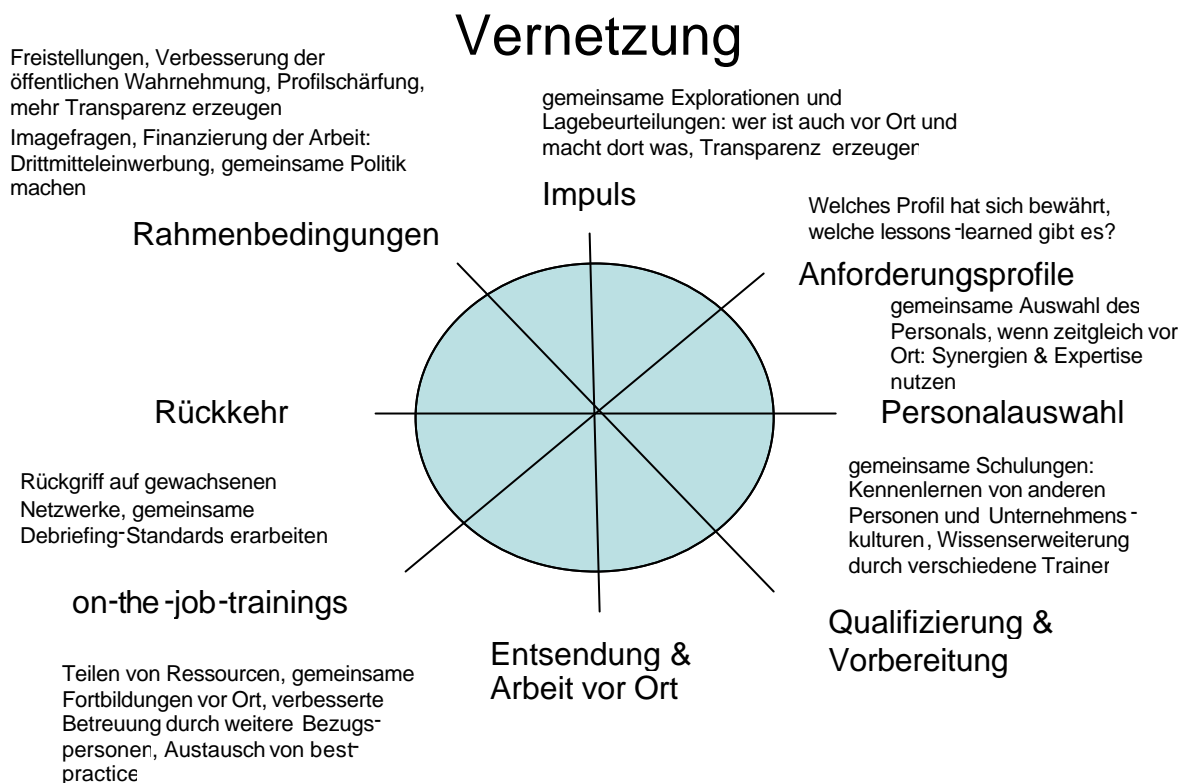 Vernetzung
Freistellungen, Verbesserung der
öffentlichen Wahrnehmung, Profilschärfung,
mehr Transparenz erzeugen
Imagefragen, Finanzierung der Arbeit:
Drittmitteleinwerbung, gemeinsame Politik
machen
Rahmenbedingungen
gemeinsame Explorationen und
Lagebeurteilungen: wer ist auch vor Ort und
macht dort was, Transparenz erzeugen
Impuls
Welches Profil hat sich bewährt,
welche lessons-learned gibt es?
Anforderungsprofile
gemeinsame Auswahl des
Personals, wenn zeitgleich vor
Ort: Synergien & Expertise
nutzen
Personalauswahl
gemeinsame Schulungen:
Kennenlernen von anderen
Personen und Unternehmens-
kulturen, Wissenserweiterung
durch verschiedene Trainer
Qualifizierung &
Vorbereitung
Entsendung &
Arbeit vor Ort
Rückkehr
Rückgriff auf gewachsenen
Netzwerke, gemeinsame
Debriefing-Standards erarbeiten
on-the-job-trainings
Teilen von Ressourcen, gemeinsame
Fortbildungen vor Ort, verbesserte
Betreuung durch weitere Bezugs-
personen, Austausch von best-
practice